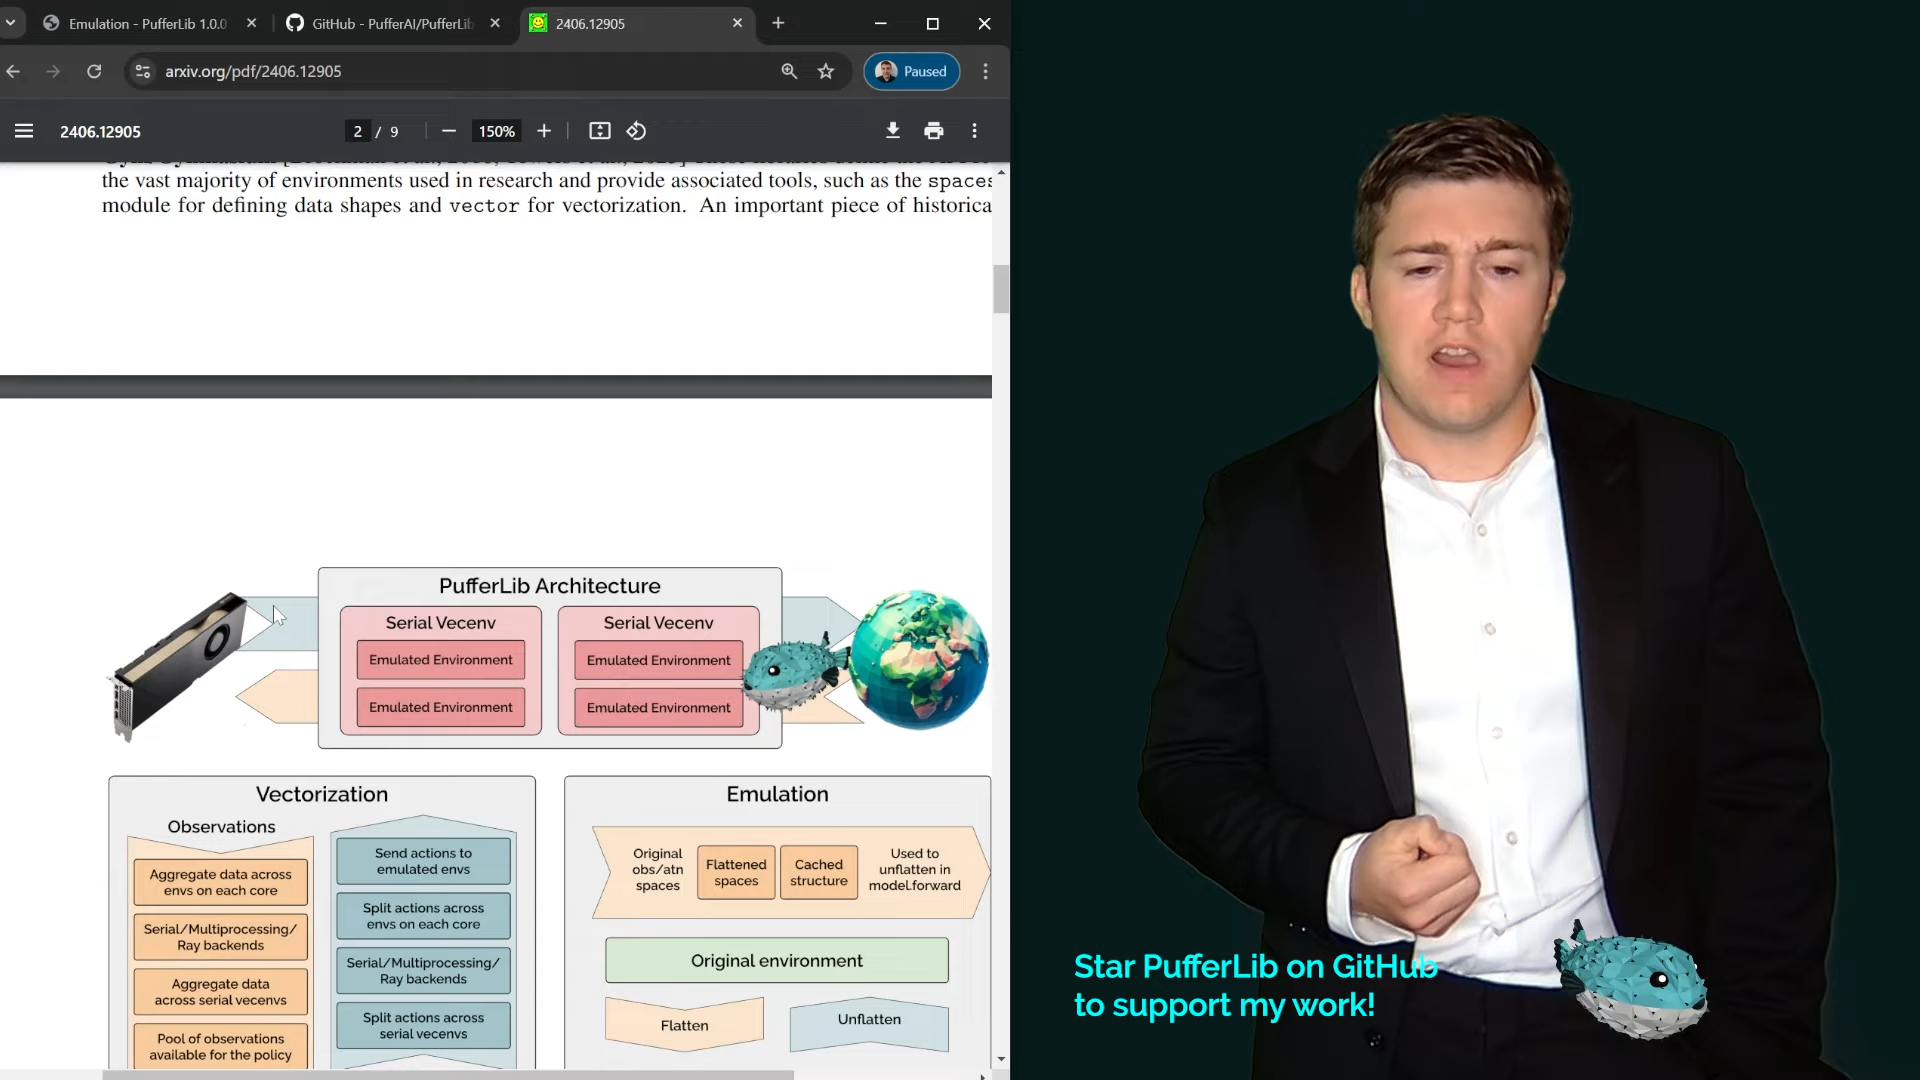 Emulation - PufferLib 1.0.0
GitHub - PufferAI/PufferLib
2406.12905
arxiv.org/pdf/2406.12905
Paused
2406.12905
2 / 9
150%
the vast majority of environments used in research and provide associated tools, such as the spaces
module for defining data shapes and vector for vectorization. An important piece of historica
PufferLib Architecture
Serial Vecenv
Emulated Environment
Emulated Environment
Serial Vecenv
Emulated Environment
Emulated Environment
Vectorization
Observations
Aggregate data across
envs on each core
Serial/Multiprocessing/
Ray backends
Aggregate data
across serial vecenvs
Pool of observations
available for the policy
Send actions to
emulated envs
Split actions across
envs on each core
Serial/Multiprocessing/
Ray backends
Split actions across
serial vecenvs
Emulation
Original
obs/atn
spaces
Flattened
spaces
Cached
structure
Used to
unflatten in
model.forward
Original environment
Flatten
Unflatten
Star PufferLib on GitHub
to support my work!